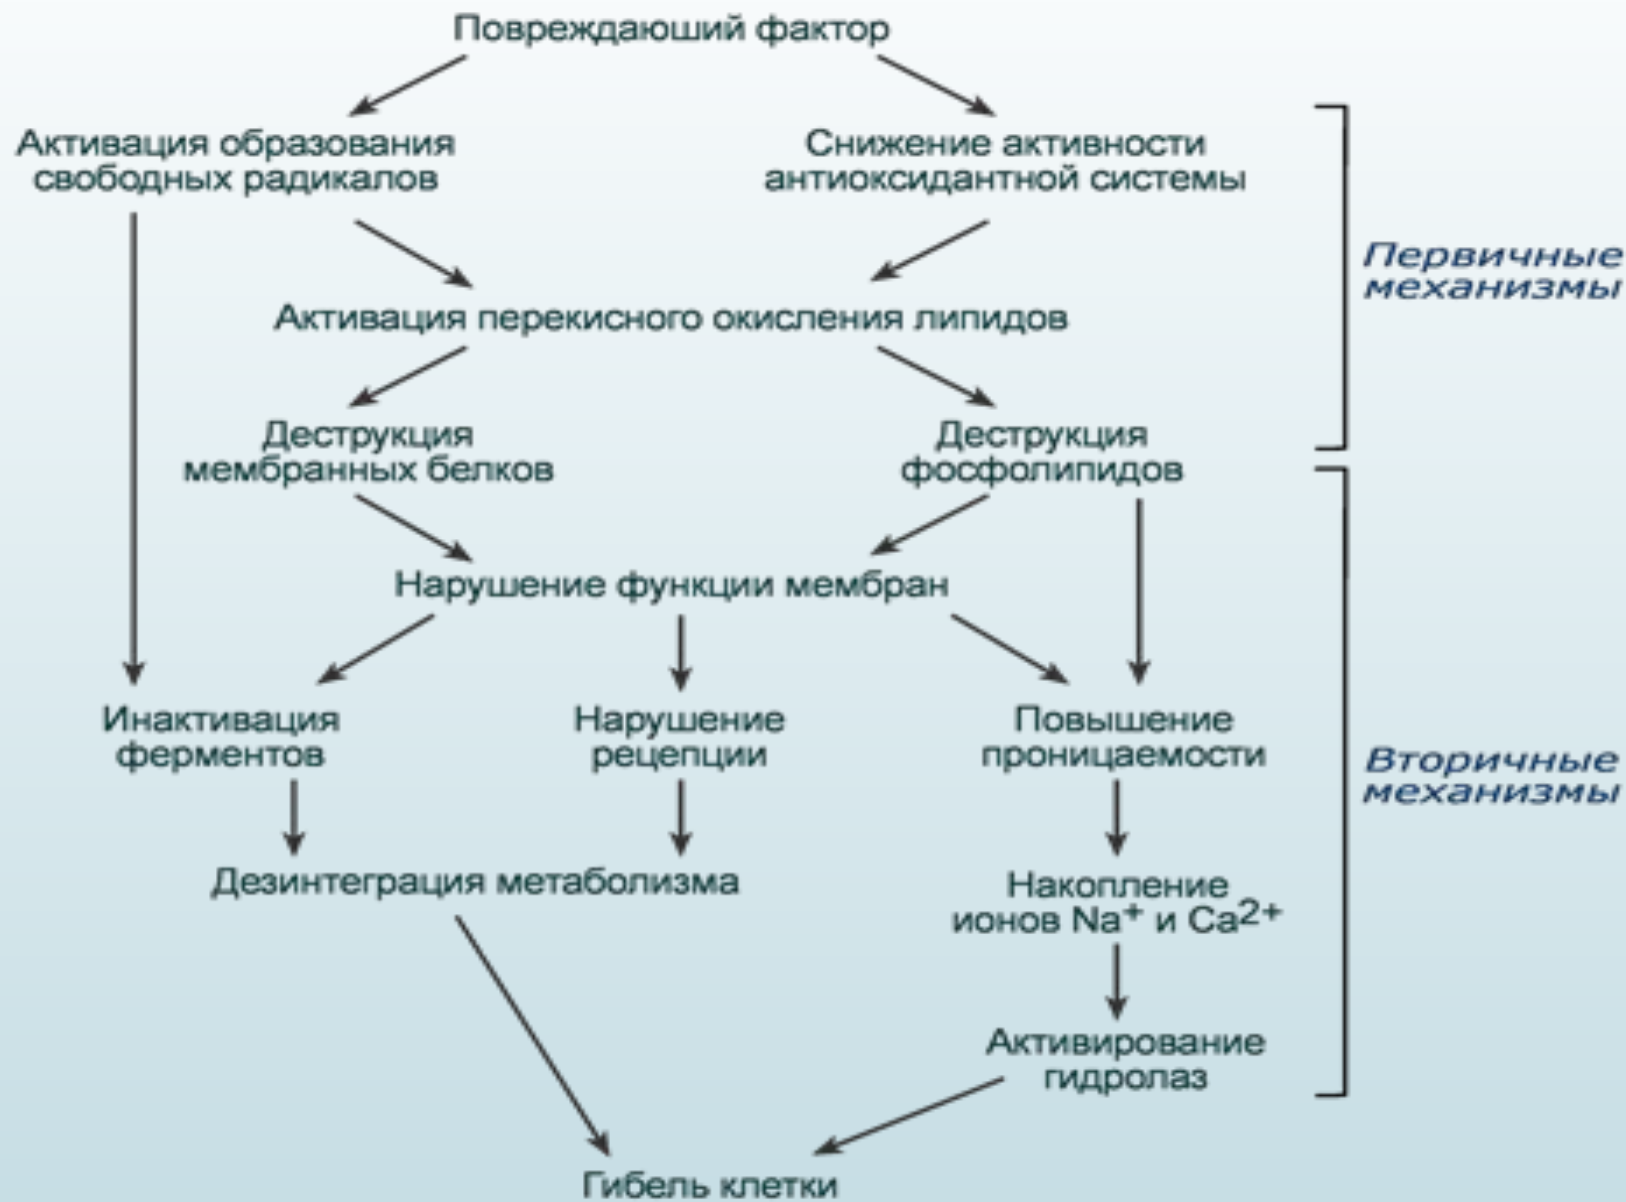 Повреждаюший фактор
Активация образования
свободных радикалов
Снижение активности
антиоксидантной системы
Первичные
механизмы
Активация перекисного окисления липидов
Деструкция
мембранных белков
Деструкция
фосфолипидов
Нарушение функции мембран
Инактивация
ферментов
Нарушение
рецепции
Повышение
проницаемости
Вторичные
механизмы
Дезинтеграция метаболизма
Накопление
ионов Na⁺ и Ca²⁺
Активирование
гидролаз
Гибель клетки